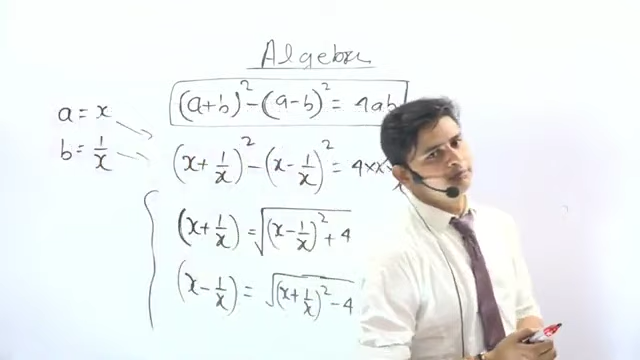 Algebra
(a+b)² - (a-b)² = 4ab
a = x
b = 1/x
(x + 1/x)² - (x - 1/x)² = 4×x×
(x + 1/x) = √(x - 1/x)² + 4
(x - 1/x) = √(x + 1/x)² - 4